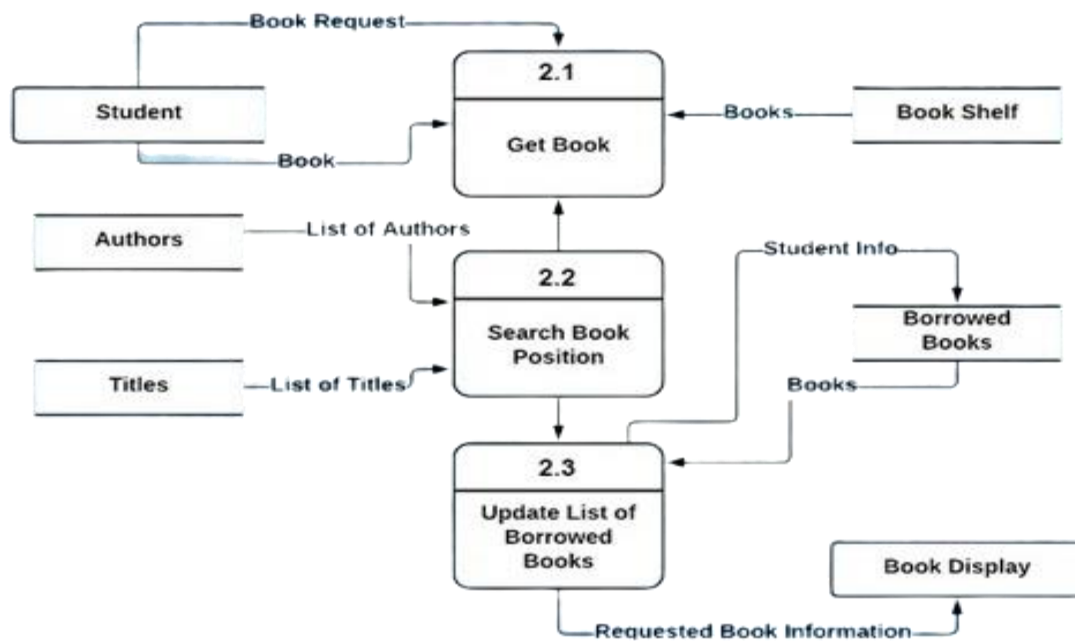 Book Request
2.1
Student
Books
Book Shelf
Get Book
Book
Authors
List of Authors
Student Info
2.2
Search Book
Position
Borrowed
Books
Titles
List of Titles
Books
2.3
Update List of
Borrowed
Books
Book Display
Requested Book Information